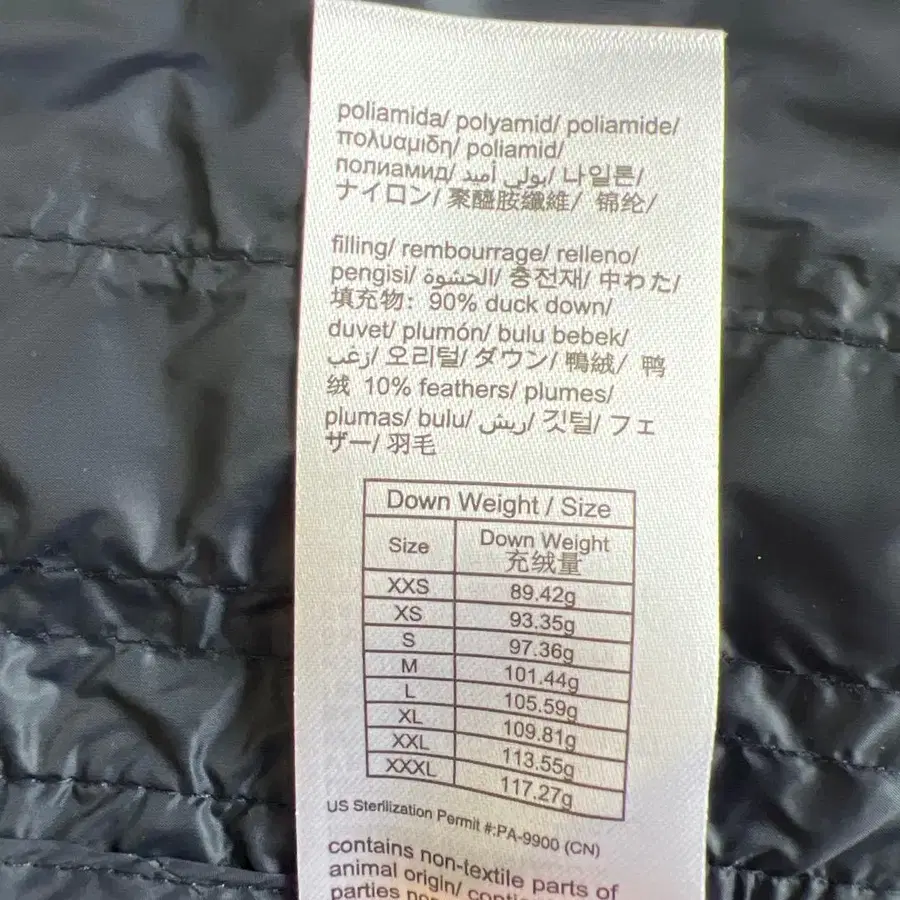 poliamida/ polyamid/ poliamide/
πολυαμιδη/ poliamid/
полиамид/ بولي أميد/ 나일론/
ナイロン/ 聚醯胺纖維/ 锦纶/
filling/ rembourrage/ relleno/
pengisi/ الحشوة/ 충전재/ 中わた/
填充物: 90% duck down/
duvet/ plumón/ bulu bebek/
زغب/ 오리털/ ダウン/ 鴨絨/ 鸭
绒 10% feathers/ plumes/
plumas/ bulu/ ريش/ 깃털/ フェ
ザー/ 羽毛
Down Weight / Size
Size Down Weight 充绒量
XXS 89.42g
XS 93.35g
S 97.36g
M 101.44g
L 105.59g
XL 109.81g
XXL 113.55g
XXXL 117.27g
US Sterilization Permit #:PA-9900 (CN)
contains non-textile parts of
animal origin/
parties